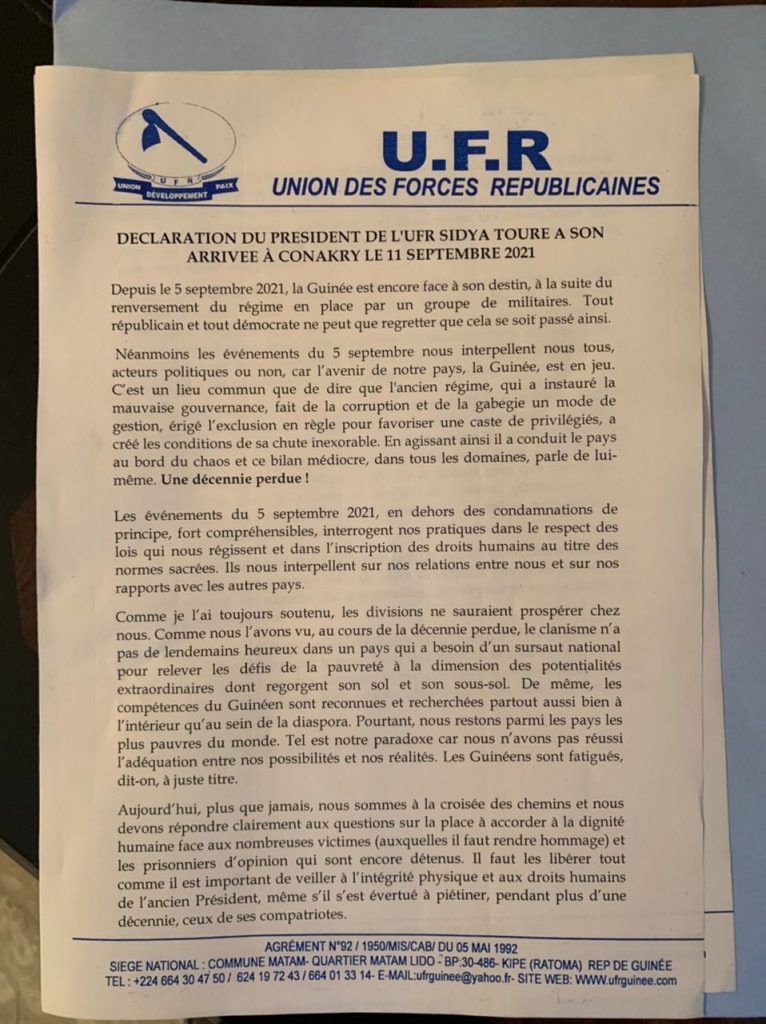 U F R
UNION
DÉVELOPPEMENT
PAIX
U.F.R
UNION DES FORCES REPUBLICAINES
DECLARATION DU PRESIDENT DE L'UFR SIDYA TOURE A SON
ARRIVEE À CONAKRY LE 11 SEPTEMBRE 2021
Depuis le 5 septembre 2021, la Guinée est encore face à son destin, à la suite du
renversement du régime en place par un groupe de militaires. Tout
républicain et tout démocrate ne peut que regretter que cela se soit passé ainsi.
Néanmoins les événements du 5 septembre nous interpellent nous tous,
acteurs politiques ou non, car l'avenir de notre pays, la Guinée, est en jeu.
C'est un lieu commun que de dire que l'ancien régime, qui a instauré la
mauvaise gouvernance, fait de la corruption et de la gabegie un mode de
gestion, érigé l'exclusion en règle pour favoriser une caste de privilégiés, a
créé les conditions de sa chute inexorable. En agissant ainsi il a conduit le pays
au bord du chaos et ce bilan médiocre, dans tous les domaines, parle de lui-
même. Une décennie perdue !
Les événements du 5 septembre 2021, en dehors des condamnations de
principe, fort compréhensibles, interrogent nos pratiques dans le respect des
lois qui nous régissent et dans l'inscription des droits humains au titre des
normes sacrées. Ils nous interpellent sur nos relations entre nous et sur nos
rapports avec les autres pays.
Comme je l'ai toujours soutenu, les divisions ne sauraient prospérer chez
nous. Comme nous l'avons vu, au cours de la décennie perdue, le clanisme n'a
pas de lendemains heureux dans un pays qui a besoin d'un sursaut national
pour relever les défis de la pauvreté à la dimension des potentialités
extraordinaires dont regorgent son sol et son sous-sol. De même, les
compétences du Guinéen sont reconnues et recherchées partout aussi bien à
l'intérieur qu'au sein de la diaspora. Pourtant, nous restons parmi les pays les
plus pauvres du monde. Tel est notre paradoxe car nous n'avons pas réussi
l'adéquation entre nos possibilités et nos réalités. Les Guinéens sont fatigués,
dit-on, à juste titre.
Aujourd'hui, plus que jamais, nous sommes à la croisée des chemins et nous
devons répondre clairement aux questions sur la place à accorder à la dignité
humaine face aux nombreuses victimes (auxquelles il faut rendre hommage) et
les prisonniers d'opinion qui sont encore détenus. Il faut les libérer tout
comme il est important de veiller à l'intégrité physique et aux droits humains
de l'ancien Président, même s'il s'est évertué à piétiner, pendant plus d'une
décennie, ceux de ses compatriotes.
AGRÉMENT N°92 / 1950/MIS/CAB/ DU 05 MAI 1992
SIEGE NATIONAL : COMMUNE MATAM- QUARTIER MATAM LIDO - BP:30-486- KIPE (RATOMA) REP DE GUINÉE
TEL : +224 664 30 47 50 / 624 19 72 43 / 664 01 33 14- E-MAIL:ufrguinee@yahoo.fr- SITE WEB: WWW.ufrguinee.com